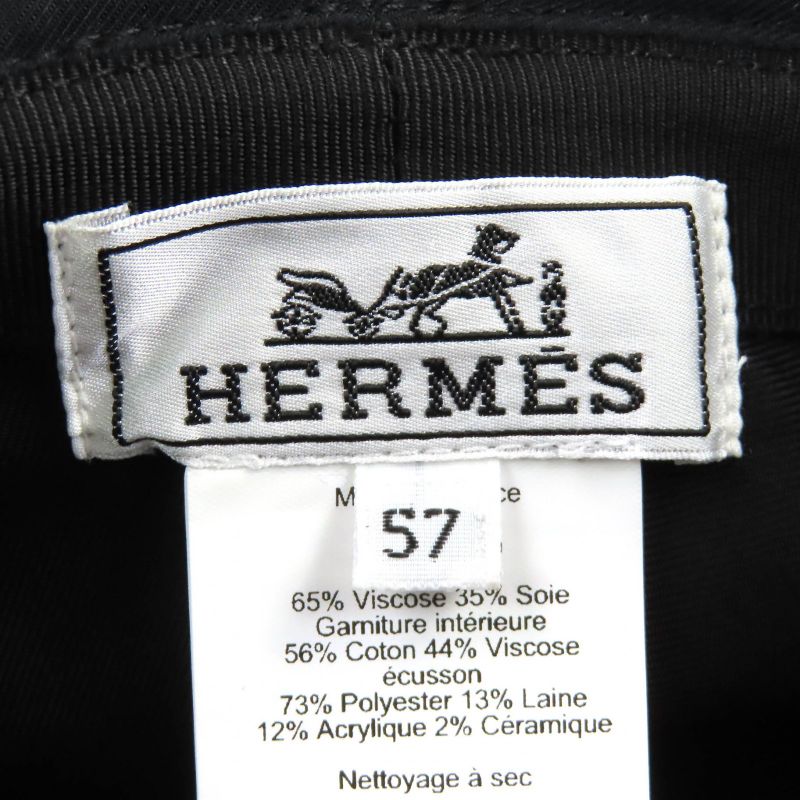 HERMÈS
57
65% Viscose 35% Soie
Garniture intérieure
56% Coton 44% Viscose
écusson
73% Polyester 13% Laine
12% Acrylique 2% Céramique
Nettoyage à sec